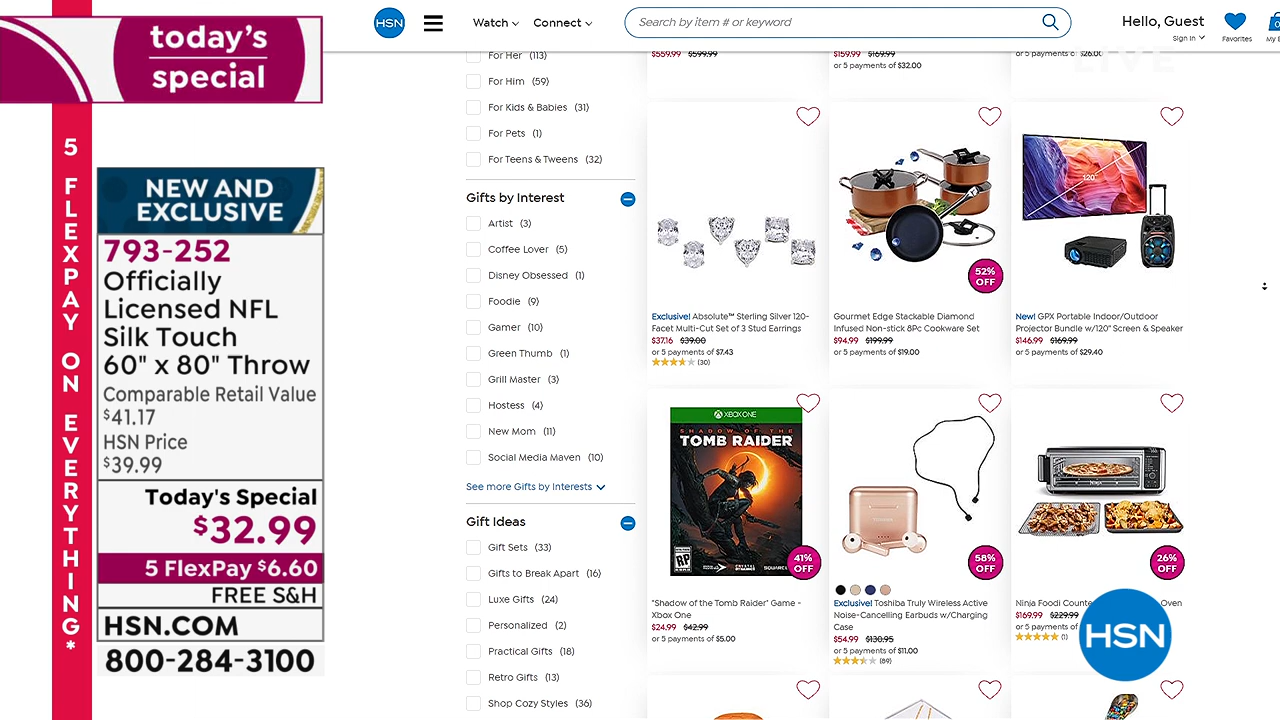 today's
special
5 FLEXPAY ON EVERYTHING*
NEW AND
EXCLUSIVE
793-252
Officially
Licensed NFL
Silk Touch
60" x 80" Throw
Comparable Retail Value
$41.17
HSN Price
$39.99
Today's Special
$32.99
5 FlexPay $6.60
FREE S&H
HSN.COM
800-284-3100
HSN
Watch
Connect
Search by item # or keyword
Hello, Guest
Sign In
Favorites
LIVE
For Her (113)
For Him (59)
For Kids & Babies (31)
For Pets (1)
For Teens & Tweens (32)
Gifts by Interest
Artist (3)
Coffee Lover (5)
Disney Obsessed (1)
Foodie (9)
Gamer (10)
Green Thumb (1)
Grill Master (3)
Hostess (4)
New Mom (11)
Social Media Maven (10)
See more Gifts by Interests
Gift Ideas
Gift Sets (33)
Gifts to Break Apart (16)
Luxe Gifts (24)
Personalized (2)
Practical Gifts (18)
Retro Gifts (13)
Shop Cozy Styles (36)
$559.99 $599.99
$159.99 $169.99
or 5 payments of $32.00
or 5 payments of $26.00
Exclusive! Absolute™ Sterling Silver 120-
Facet Multi-Cut Set of 3 Stud Earrings
$37.16 $39.00
or 5 payments of $7.43
(30)
52%
OFF
Gourmet Edge Stackable Diamond
Infused Non-stick 8Pc Cookware Set
$94.99 $199.99
or 5 payments of $19.00
120"
New! GPX Portable Indoor/Outdoor
Projector Bundle w/120" Screen & Speaker
$146.99 $169.99
or 5 payments of $29.40
XBOX ONE
SHADOW OF THE
TOMB RAIDER
RP
CRYSTAL
DYNAMICS
SQUARE
41%
OFF
"Shadow of the Tomb Raider" Game -
Xbox One
$24.99 $42.99
or 5 payments of $5.00
58%
OFF
Exclusive! Toshiba Truly Wireless Active
Noise-Cancelling Earbuds w/Charging
Case
$54.99 $130.95
or 5 payments of $11.00
(89)
26%
OFF
Ninja Foodi Counte Oven
$169.99 $229.99
or 5 payments of
(1)
HSN